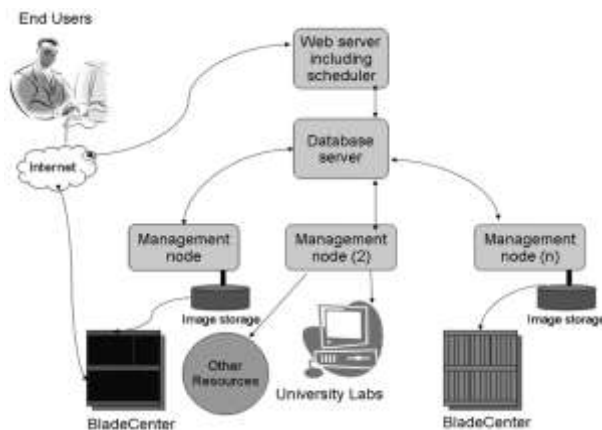 End Users
Web server
including
scheduler
Internet
Database
server
Management
node
Management
node (2)
Management
node (n)
Image storage
Image storage
Other
Resources
University Labs
BladeCenter
BladeCenter